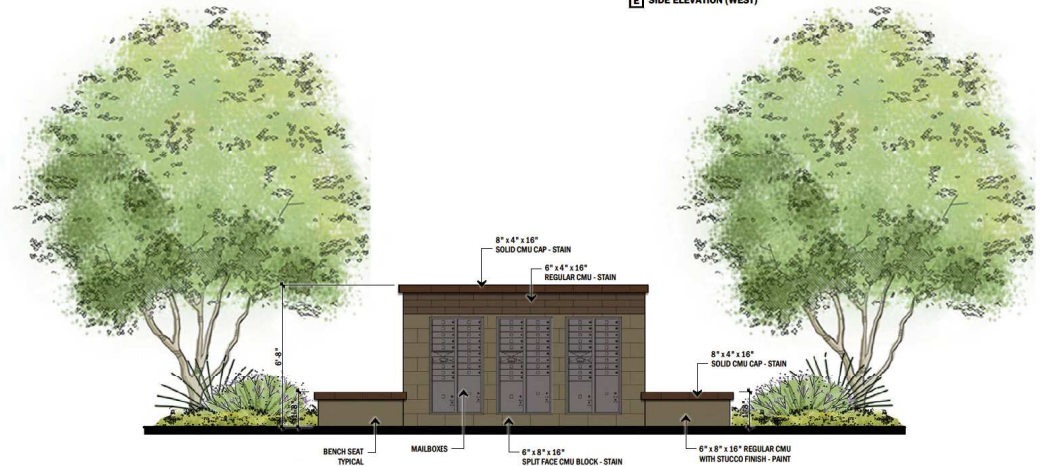 E SIDE ELEVATION (WEST)
8" x 4" x 16"
SOLID CMU CAP - STAIN
6" x 4" x 16"
REGULAR CMU - STAIN
6'-8"
8" x 4" x 16"
SOLID CMU CAP - STAIN
BENCH SEAT
TYPICAL
MAILBOXES
6" x 8" x 16"
SPLIT FACE CMU BLOCK - STAIN
6" x 8" x 16" REGULAR CMU
WITH STUCCO FINISH - PAINT